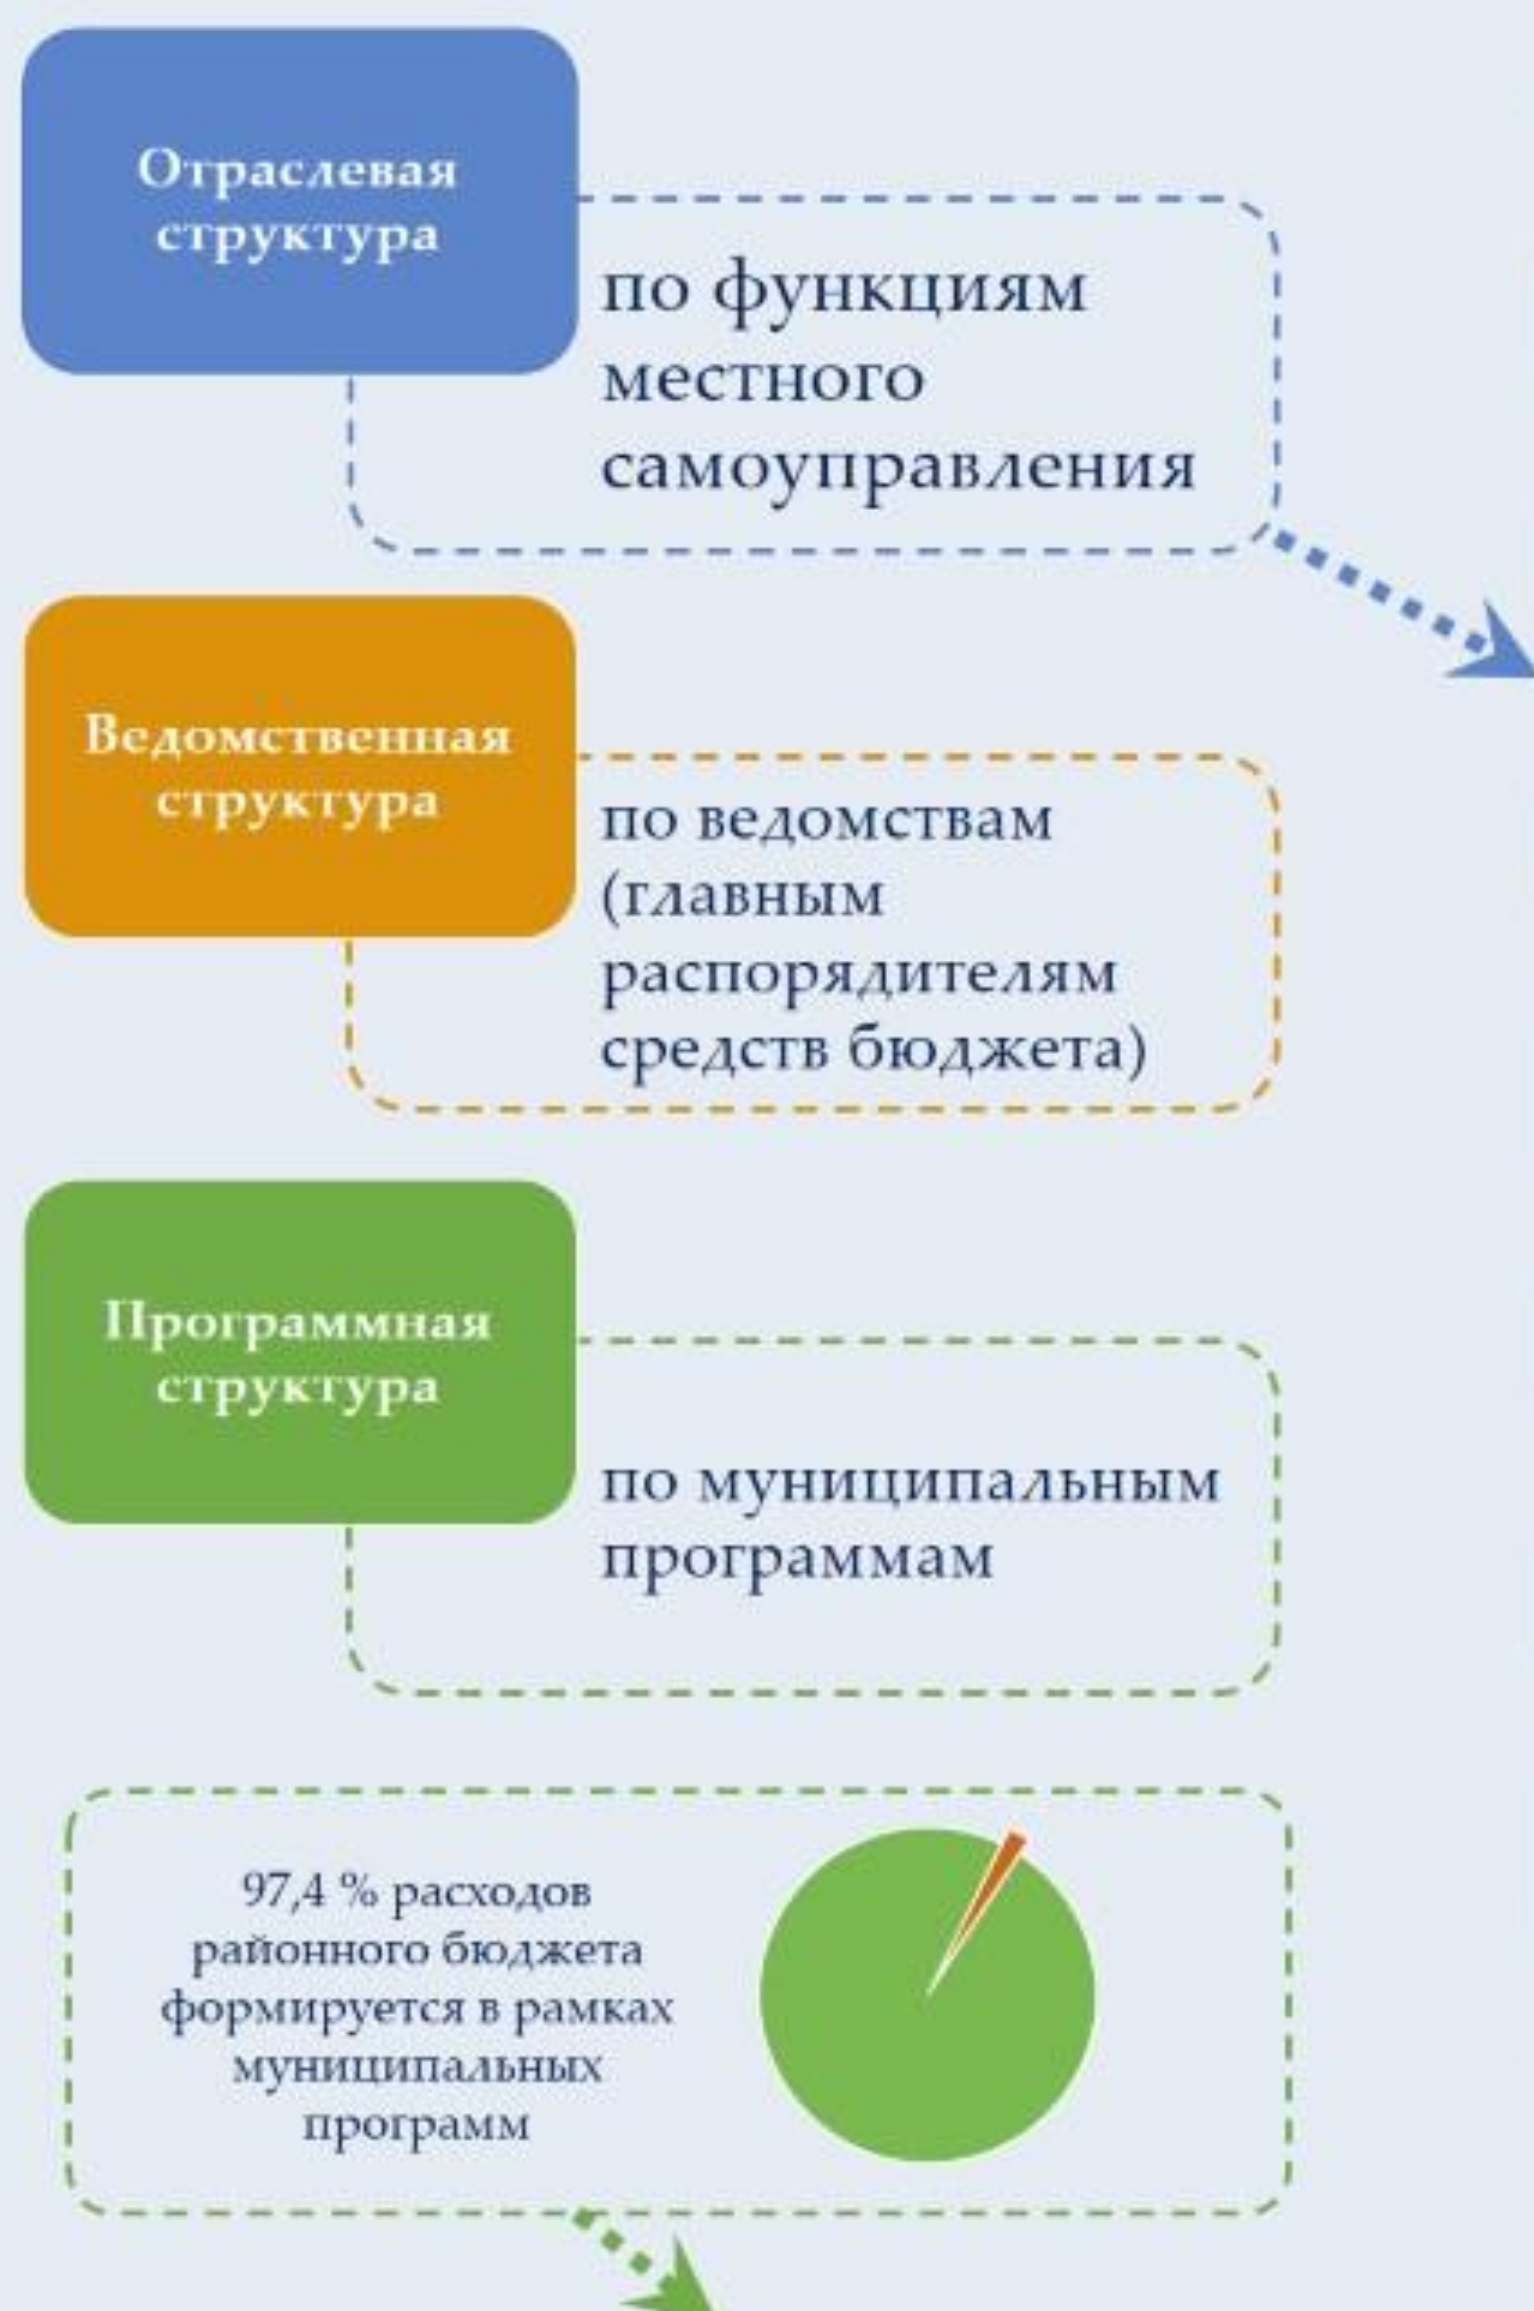 Отраслевая
структура
по функциям
местного
самоуправления
Ведомственная
структура
по ведомствам
(главным
распорядителям
средств бюджета)
Программная
структура
по муниципальным
программам
97,4 % расходов
районного бюджета
формируется в рамках
муниципальных
программ